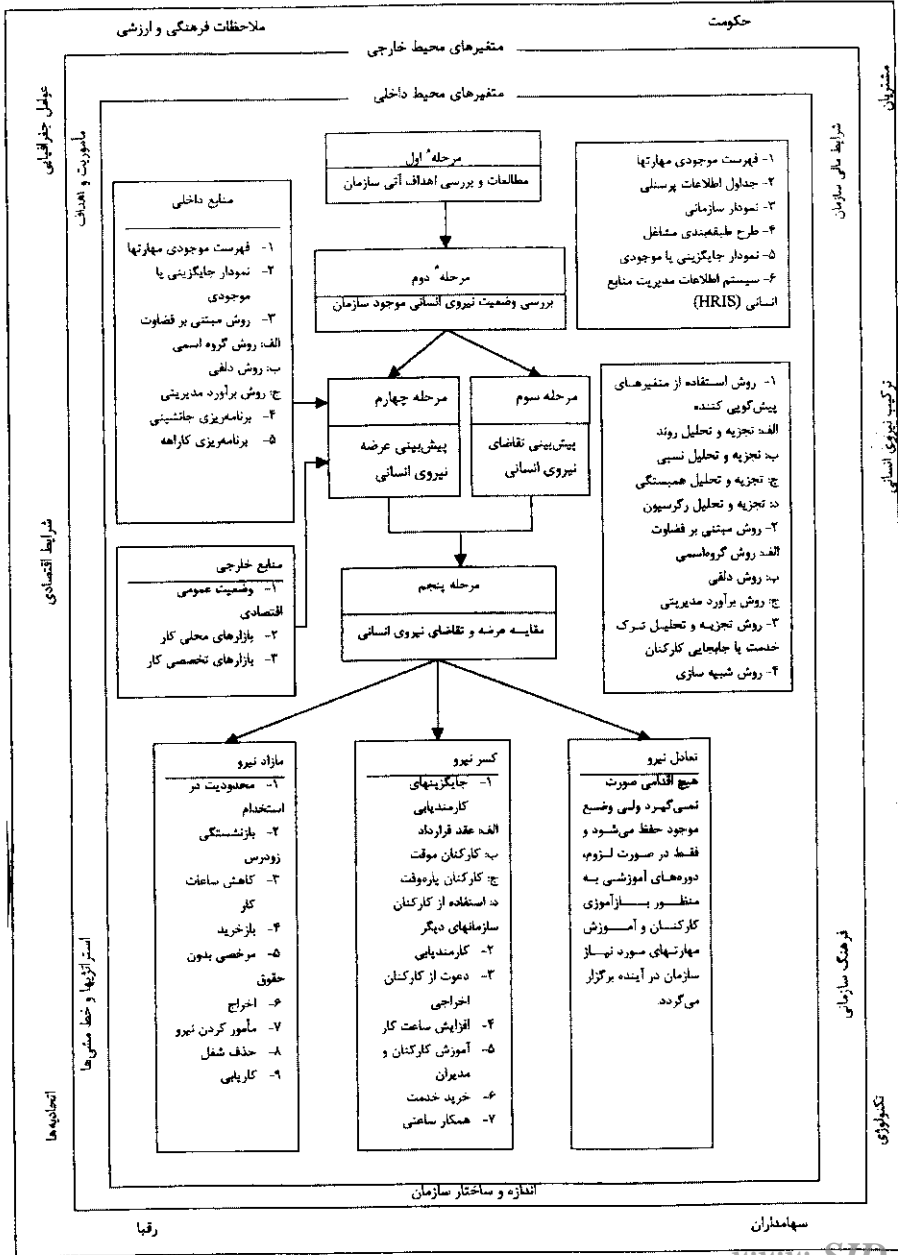 حکومت
ملاحظات فرهنگی و ارزشی
متغیرهای محیط خارجی
مشتریان
ترکیب نیروی انسانی
تکنولوژی
عوامل جغرافیایی
شرایط اقتصادی
اتحادیه‌ها
سهامداران
رقبا
متغیرهای محیط داخلی
شرایط مالی سازمان
فرهنگ سازمانی
مأموریت و اهداف
استراتژیها و خط مشی‌ها
اندازه و ساختار سازمان
مرحلهٔ اول
مطالعات و بررسی اهداف آتی سازمان
۱- فهرست موجودی مهارتها
۲- جداول اطلاعات پرسنلی
۳- نمودار سازمانی
۴- طرح طبقه‌بندی مشاغل
۵- نمودار جایگزینی یا موجودی
۶- سیستم اطلاعات مدیریت منابع
انسانی (HRIS)
مرحلهٔ دوم
بررسی وضعیت نیروی انسانی موجود سازمان
منابع داخلی
۱- فهرست موجودی مهارتها
۲- نمودار جایگزینی یا
موجودی
۳- روش مبتنی بر قضاوت
الف: روش گروه اسمی
ب: روش دلفی
ج: روش برآورد مدیریتی
۴- برنامه‌ریزی جانشینی
۵- برنامه‌ریزی کارراهه
مرحله سوم
پیش‌بینی تقاضای
نیروی انسانی
مرحله چهارم
پیش‌بینی عرضه
نیروی انسانی
۱- روش استفاده از متغیرهای
پیش‌گویی کننده
الف: تجزیه و تحلیل روند
ب: تجزیه و تحلیل نسبی
ج: تجزیه و تحلیل همبستگی
د: تجزیه و تحلیل رگرسیون
۲- روش مبتنی بر قضاوت
الف: روش گروه‌اسمی
ب: روش دلفی
ج: روش برآورد مدیریتی
۳- روش تجزیه و تحلیل ترک
خدمت یا جابجایی کارکنان
۴- روش شبیه سازی
منابع خارجی
۱- وضعیت عمومی
اقتصادی
۲- بازارهای محلی کار
۳- بازارهای تخصصی کار
مرحله پنجم
مقایسه عرضه و تقاضای نیروی انسانی
تعادل نیرو
هیچ اقدامی صورت
نمی‌گیرد ولی وضع
موجود حفظ می‌شود و
فقط در صورت لزوم،
دوره‌های آموزشی به
منظور بازآموزی
کارکنان و آموزش
مهارتهای مورد نیاز
سازمان در آینده برگزار
می‌گردد.
کسر نیرو
۱- جایگزینهای
کارمندیابی
الف: عقد قرارداد
ب: کارکنان موقت
ج: کارکنان پاره‌وقت
د: استفاده از کارکنان
سازمانهای دیگر
۲- کارمندیابی
۳- دعوت از کارکنان
اخراجی
۴- افزایش ساعت کار
۵- آموزش کارکنان و
مدیران
۶- خرید خدمت
۷- همکار ساعتی
مازاد نیرو
۱- محدودیت در
استخدام
۲- بازنشستگی
زودرس
۳- کاهش ساعات
کار
۴- بازخرید
۵- مرخصی بدون
حقوق
۶- اخراج
۷- مأمور کردن نیرو
۸- حذف شغل
۹- کاریابی